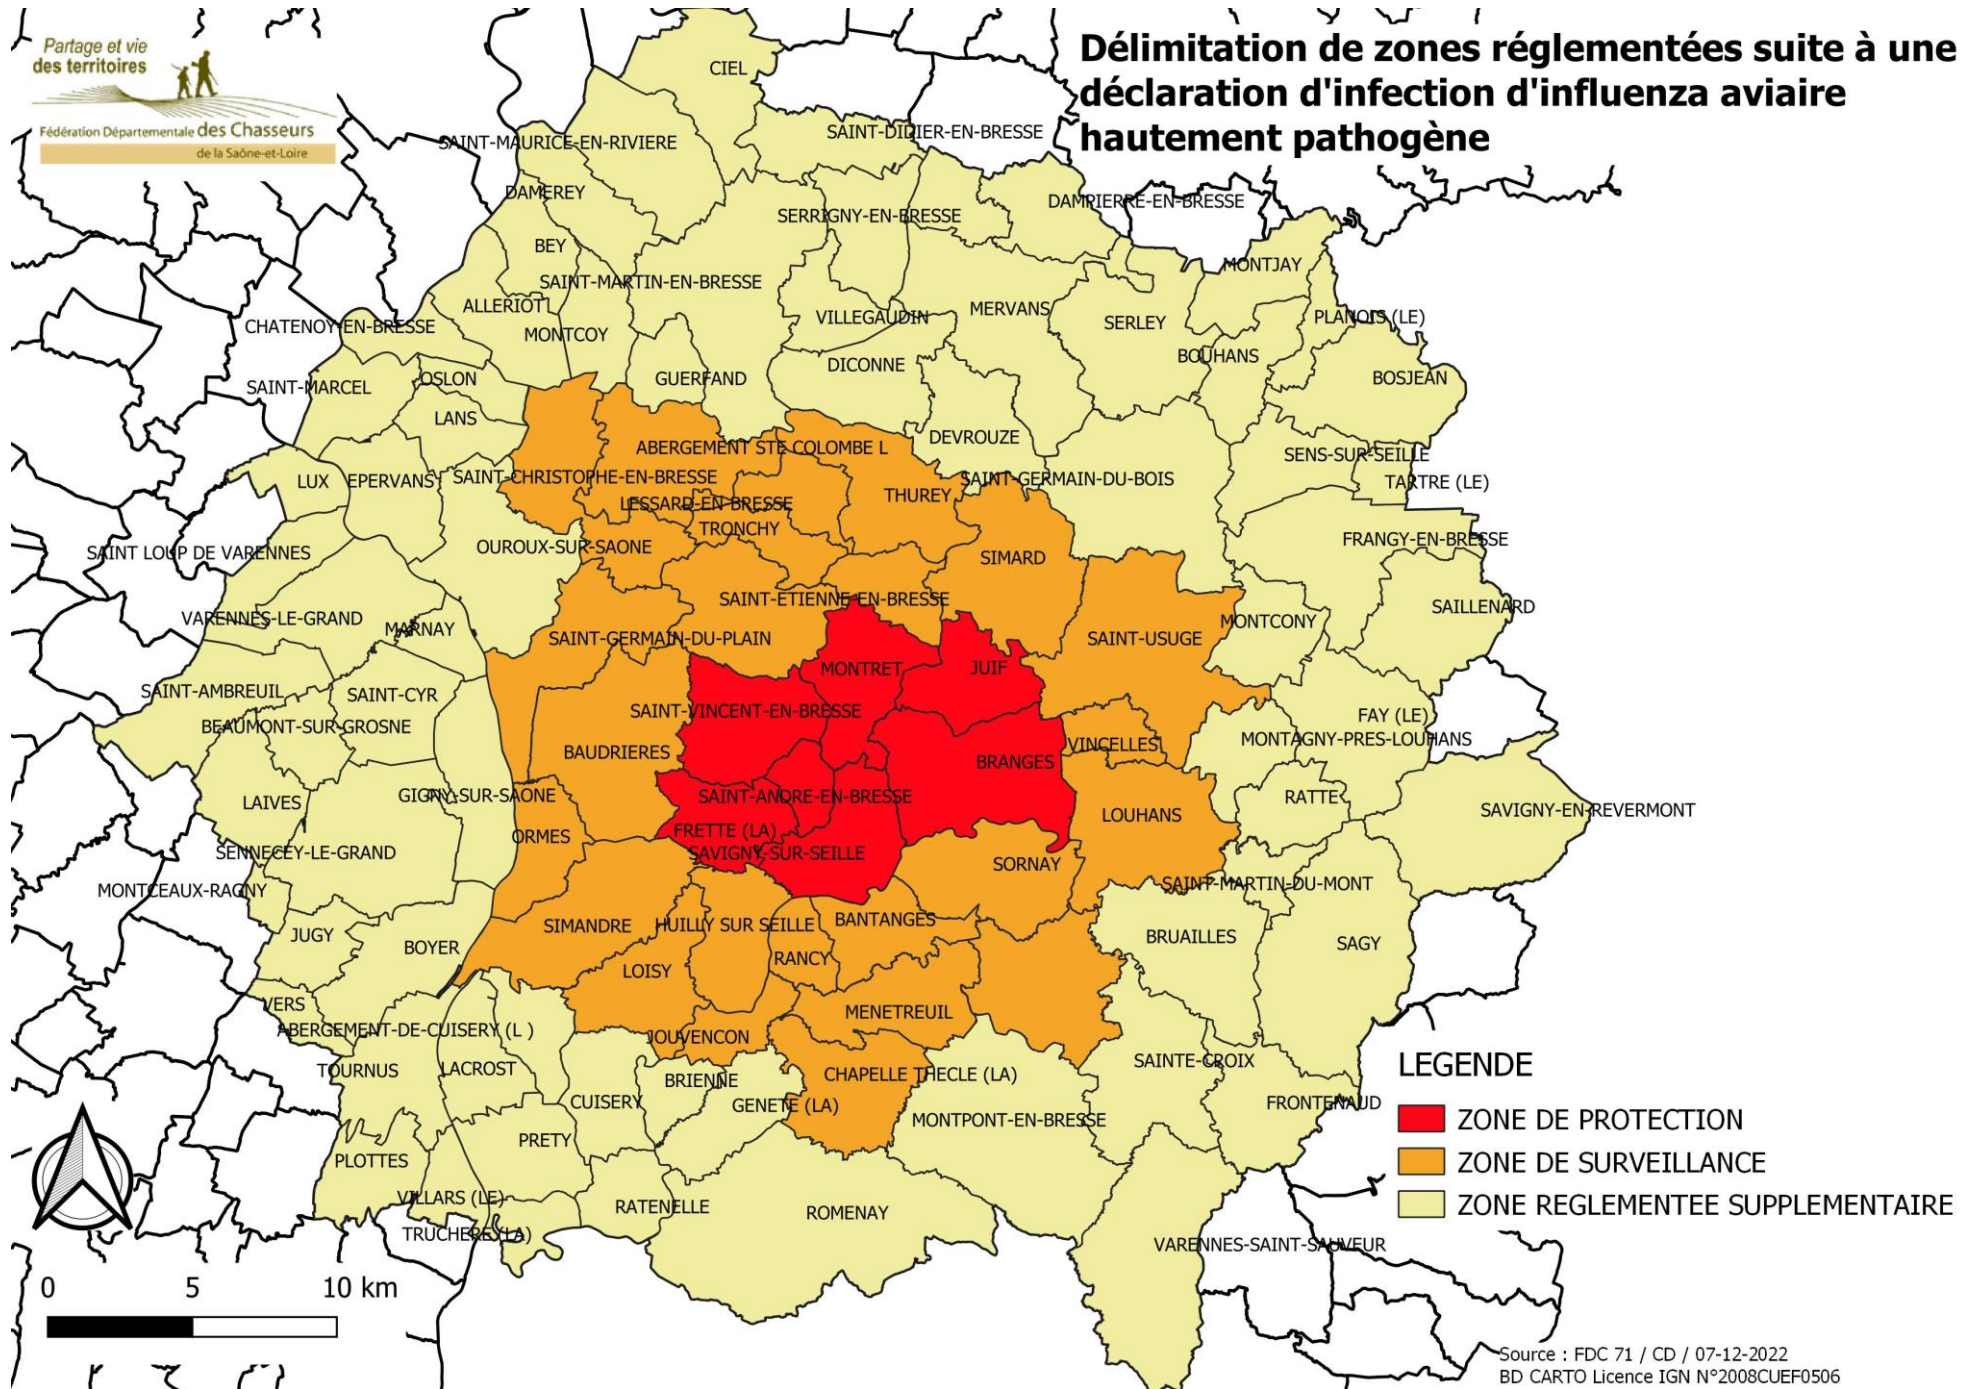 Partage et vie
des territoires
Fédération Départementale des Chasseurs
de la Saône-et-Loire
Délimitation de zones réglementées suite à une
déclaration d'infection d'influenza aviaire
hautement pathogène
CIEL
SAINT-MAURICE-EN-RIVIERE
SAINT-DIDIER-EN-BRESSE
DAMEREY
DAMPIERRE-EN-BRESSE
SERRIGNY-EN-BRESSE
BEY
MONTJAY
SAINT-MARTIN-EN-BRESSE
ALLERIOT
MERVANS
CHATENOY-EN-BRESSE
VILLEGAUDIN
SERLEY
PLANOIS (LE)
MONTCOY
BOUHANS
DICONNE
SAINT-MARCEL
OSLON
GUERFAND
BOSJEAN
LANS
DEVROUZE
ABERGEMENT STE COLOMBE L
SENS-SUR-SEILLE
LUX
EPERVANS
SAINT-CHRISTOPHE-EN-BRESSE
SAINT-GERMAIN-DU-BOIS
TARTRE (LE)
THUREY
LESSARD-EN-BRESSE
TRONCHY
SAINT LOUP DE VARENNES
OUROUX-SUR-SAONE
SIMARD
FRANGY-EN-BRESSE
SAINT-ETIENNE-EN-BRESSE
SAILLENARD
VARENNES-LE-GRAND
MARNAY
SAINT-GERMAIN-DU-PLAIN
SAINT-USUGE
MONTCONY
MONTRET
JUIF
SAINT-AMBREUIL
SAINT-CYR
SAINT-VINCENT-EN-BRESSE
FAY (LE)
BEAUMONT-SUR-GROSNE
VINCELLES
MONTAGNY-PRES-LOUHANS
BAUDRIERES
BRANGES
LAIVES
GIGNY-SUR-SAONE
SAINT-ANDRE-EN-BRESSE
RATTE
SAVIGNY-EN-REVERMONT
LOUHANS
ORMES
FRETTE (LA)
SENNECEY-LE-GRAND
SAVIGNY-SUR-SEILLE
SORNAY
MONTCEAUX-RAGNY
SAINT-MARTIN-DU-MONT
SIMANDRE
HUILLY SUR SEILLE
BANTANGES
JUGY
BOYER
BRUAILLES
SAGY
LOISY
RANCY
VERS
MENETREUIL
ABERGEMENT-DE-CUISERY (L )
JOUVENCON
TOURNUS
LACROST
SAINTE-CROIX
CHAPELLE THECLE (LA)
BRIENNE
CUISERY
GENETE (LA)
FRONTENAUD
MONTPONT-EN-BRESSE
PRETY
PLOTTES
VILLARS (LE)
RATENELLE
ROMENAY
TRUCHERE (LA)
VARENNES-SAINT-SAUVEUR
LEGENDE
ZONE DE PROTECTION
ZONE DE SURVEILLANCE
ZONE REGLEMENTEE SUPPLEMENTAIRE
0 5 10 km
Source : FDC 71 / CD / 07-12-2022
BD CARTO Licence IGN N°2008CUEF0506